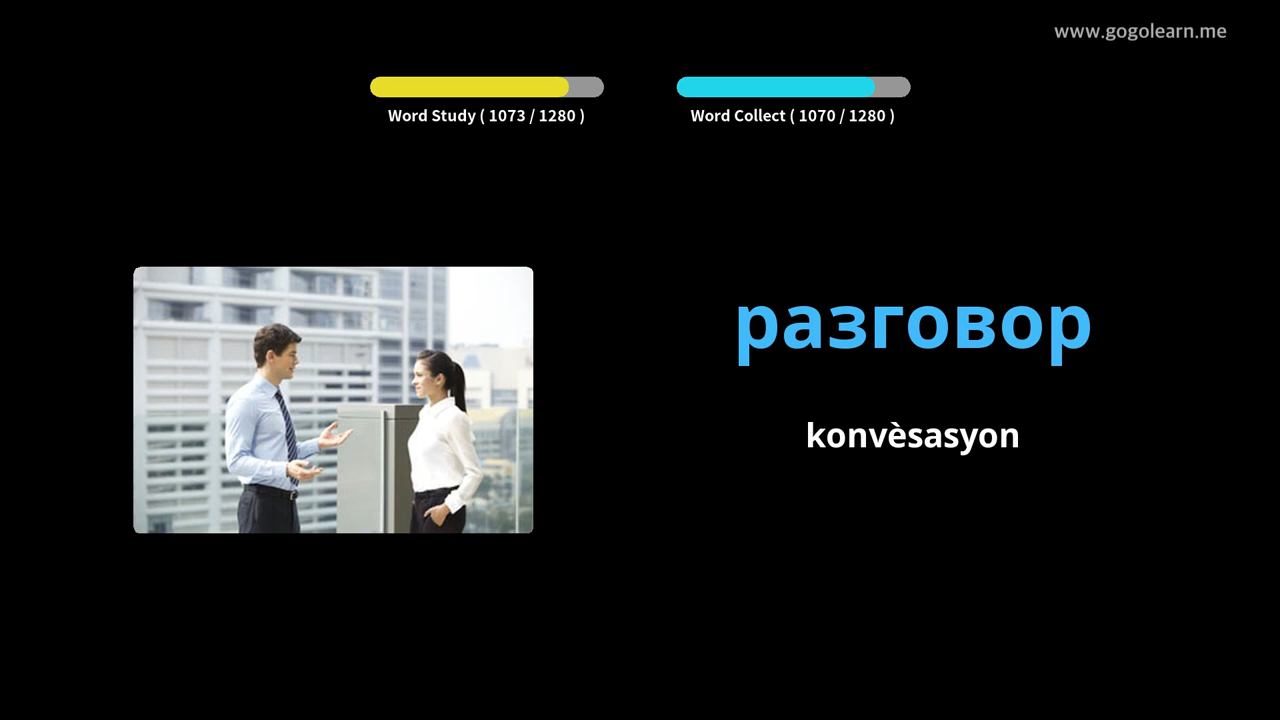 www.gogolearn.me
Word Study ( 1073 / 1280 )
Word Collect ( 1070 / 1280 )
разговор
konvèsasyon